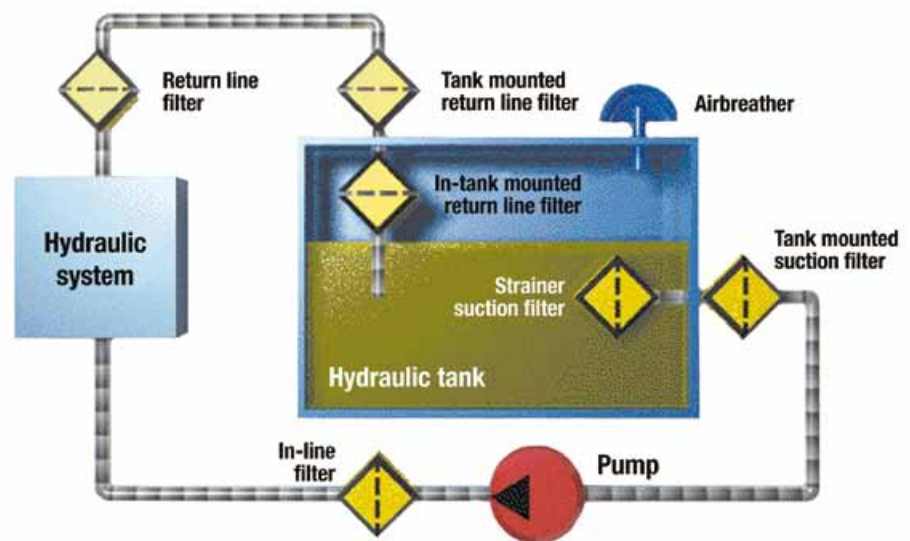 Return line
filter
Tank mounted
return line filter
Airbreather
In-tank mounted
return line filter
Hydraulic
system
Tank mounted
suction filter
Strainer
suction filter
Hydraulic tank
In-line
filter
Pump